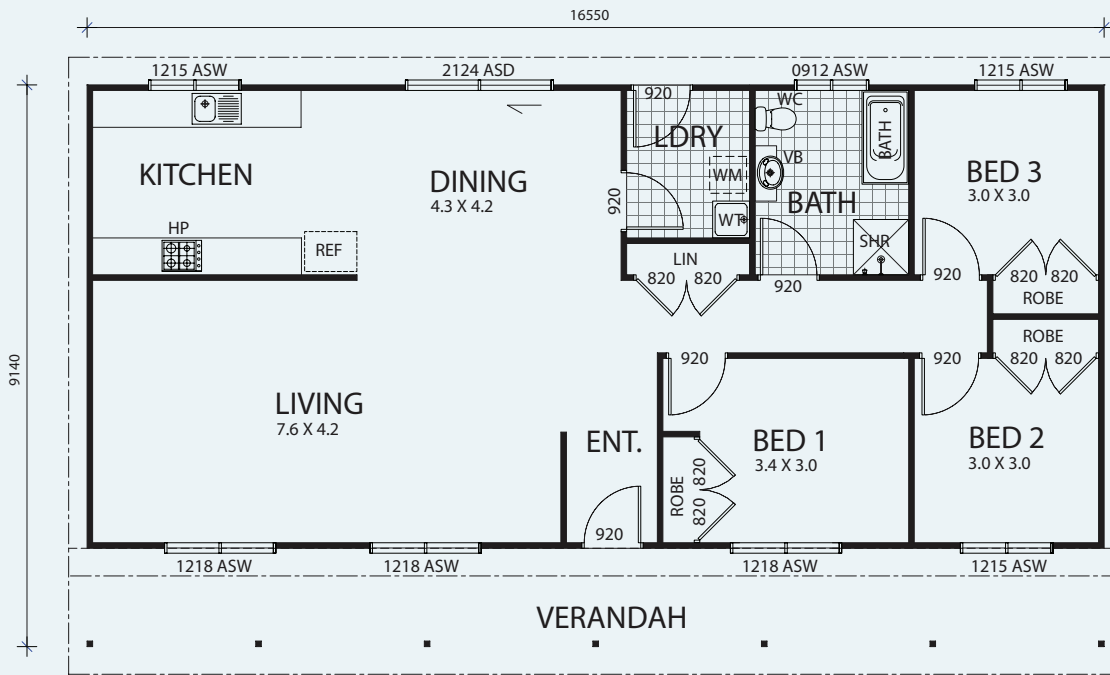 16550
1215 ASW
2124 ASD
0912 ASW
1215 ASW
920
WC
LDRY
BATH
VB
KITCHEN
DINING
4.3 X 4.2
WM
BED 3
3.0 X 3.0
920
BATH
WT
HP
REF
SHR
LIN
820 820
920
920
820 820
ROBE
ROBE
820 820
920
920
9140
LIVING
7.6 X 4.2
ENT.
BED 1
3.4 X 3.0
BED 2
3.0 X 3.0
ROBE
820
820
920
1218 ASW
1218 ASW
1218 ASW
1215 ASW
VERANDAH